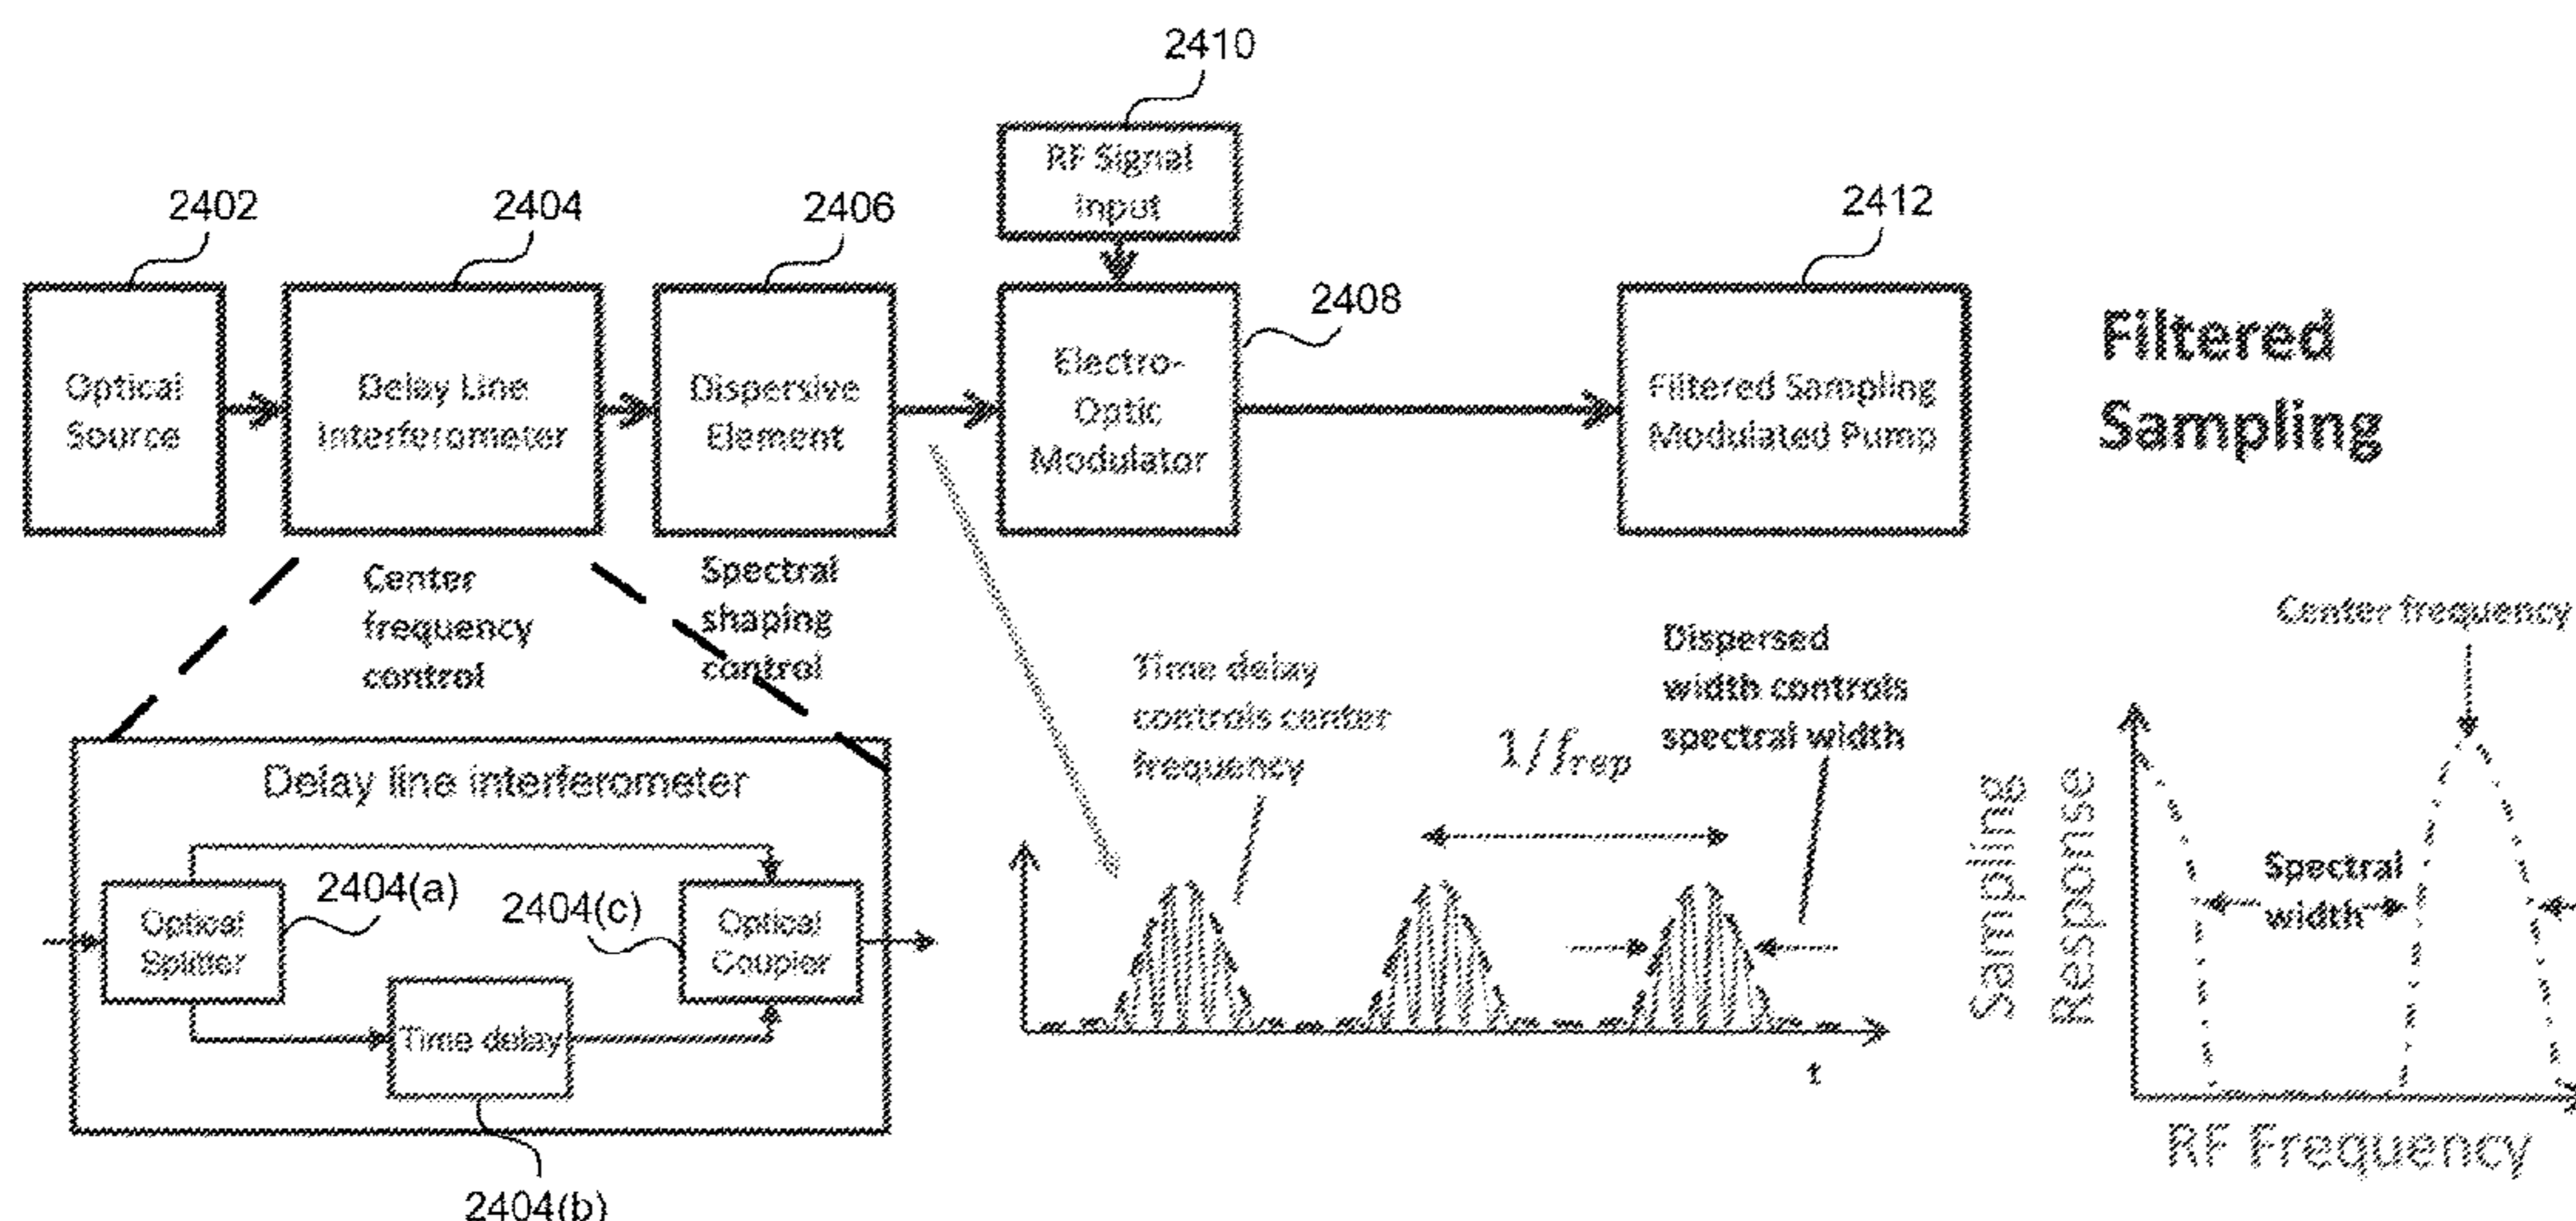 2410
RF Signal
Input
2402
2404
2406
2412
2408
Optical
Source
Delay Line
Interferometer
Dispersive
Element
Electro-
Optic
Modulator
Filtered Sampling
Modulated Pump
Filtered
Sampling
Center
frequency
control
Spectral
shaping
control
Delay line interferometer
2404(a)
2404(c)
Optical
Splitter
Optical
Coupler
Time delay
2404(b)
Time delay
controls center
frequency
1/frep
Dispersed
width controls
spectral width
t
Center frequency
Sampling
Response
Spectral
width
RF Frequency